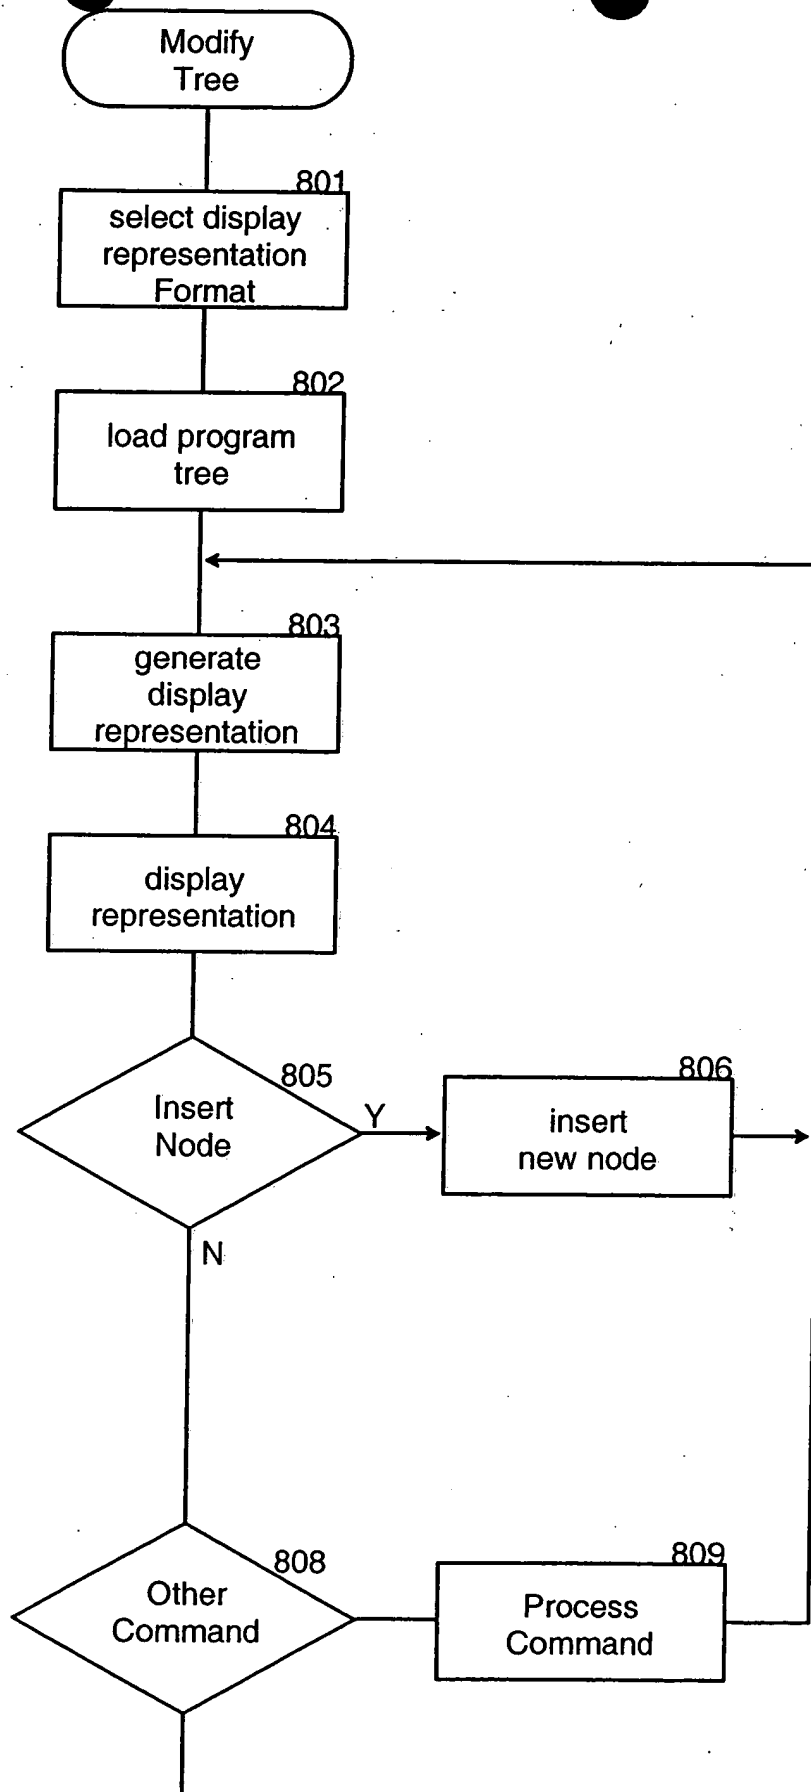 Modify
Tree
801
select display
representation
Format
802
load program
tree
803
generate
display
representation
804
display
representation
805
Insert
Node
Y
806
insert
new node
N
808
Other
Command
809
Process
Command